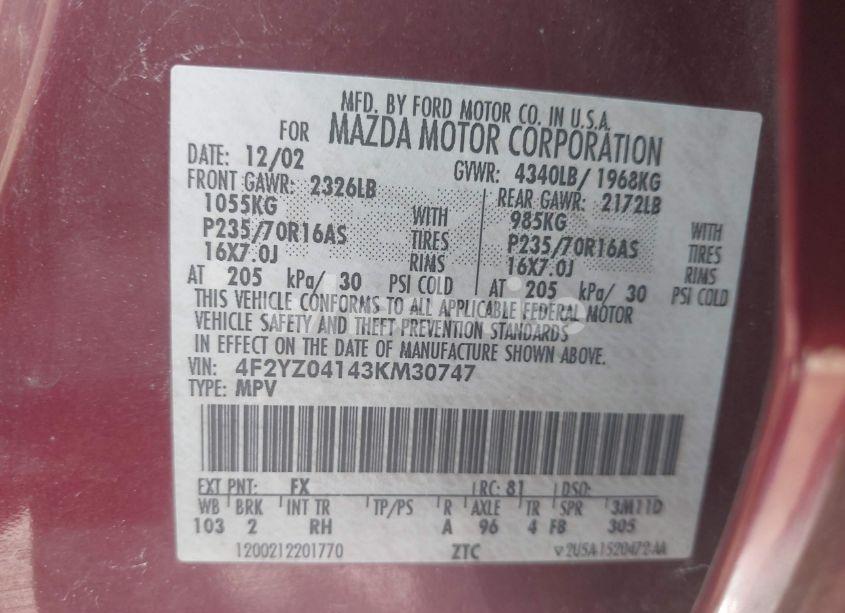 MFD. BY FORD MOTOR CO. IN U.S.A.
FOR MAZDA MOTOR CORPORATION
DATE: 12/02 GVWR: 4340LB/ 1968KG
FRONT GAWR: 2326LB REAR GAWR: 2172LB
1055KG WITH 985KG WITH
P235/70R16AS TIRES P235/70R16AS TIRES
16X7.0J RIMS 16X7.0J RIMS
AT 205 kPa/ 30 PSI COLD AT 205 kPa/ 30 PSI COLD
THIS VEHICLE CONFORMS TO ALL APPLICABLE FEDERAL MOTOR
VEHICLE SAFETY AND THEFT PREVENTION STANDARDS
IN EFFECT ON THE DATE OF MANUFACTURE SHOWN ABOVE.
VIN: 4F2YZ04143KM30747
TYPE: MPV
EXT PNT: FX RC: 81 DSO:
WB BRK INT TR TP/PS R AXLE TR SPR 3M11D
103 2 RH A 96 4 FB 305
1200212201770 ZTC